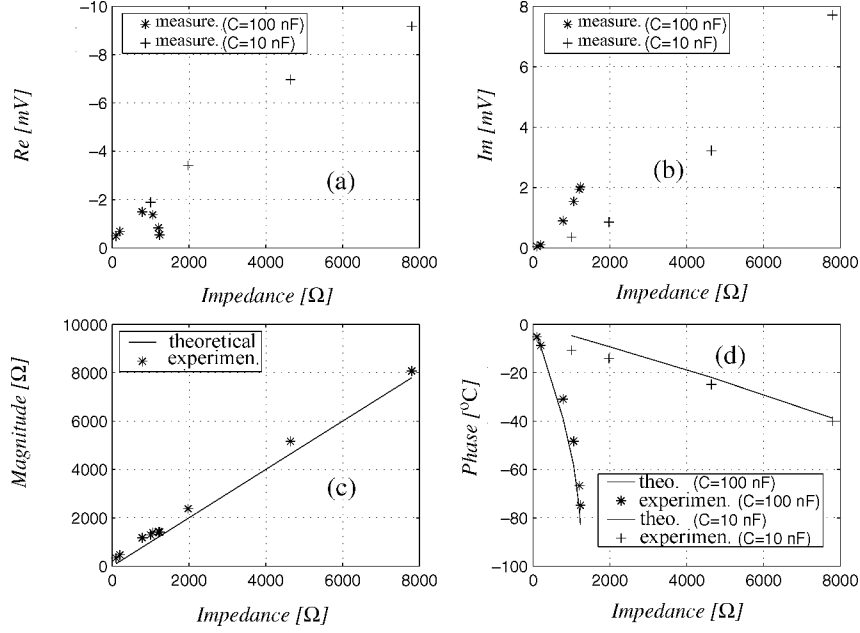 −10
−8
−6
−4
−2
0
Re [mV]
measure. (C=100 nF)
measure. (C=10 nF)
(a)
0 2000 4000 6000 8000
Impedance [Ω]
8
6
4
2
0
Im [mV]
measure. (C=100 nF)
measure. (C=10 nF)
(b)
0 2000 4000 6000 8000
Impedance [Ω]
10000
8000
6000
4000
2000
0
Magnitude [Ω]
theoretical
experimen.
(c)
0 2000 4000 6000 8000
Impedance [Ω]
0
−20
−40
−60
−80
−100
Phase [°C]
(d)
theo. (C=100 nF)
experimen. (C=100 nF)
theo. (C=10 nF)
experimen. (C=10 nF)
0 2000 4000 6000 8000
Impedance [Ω]